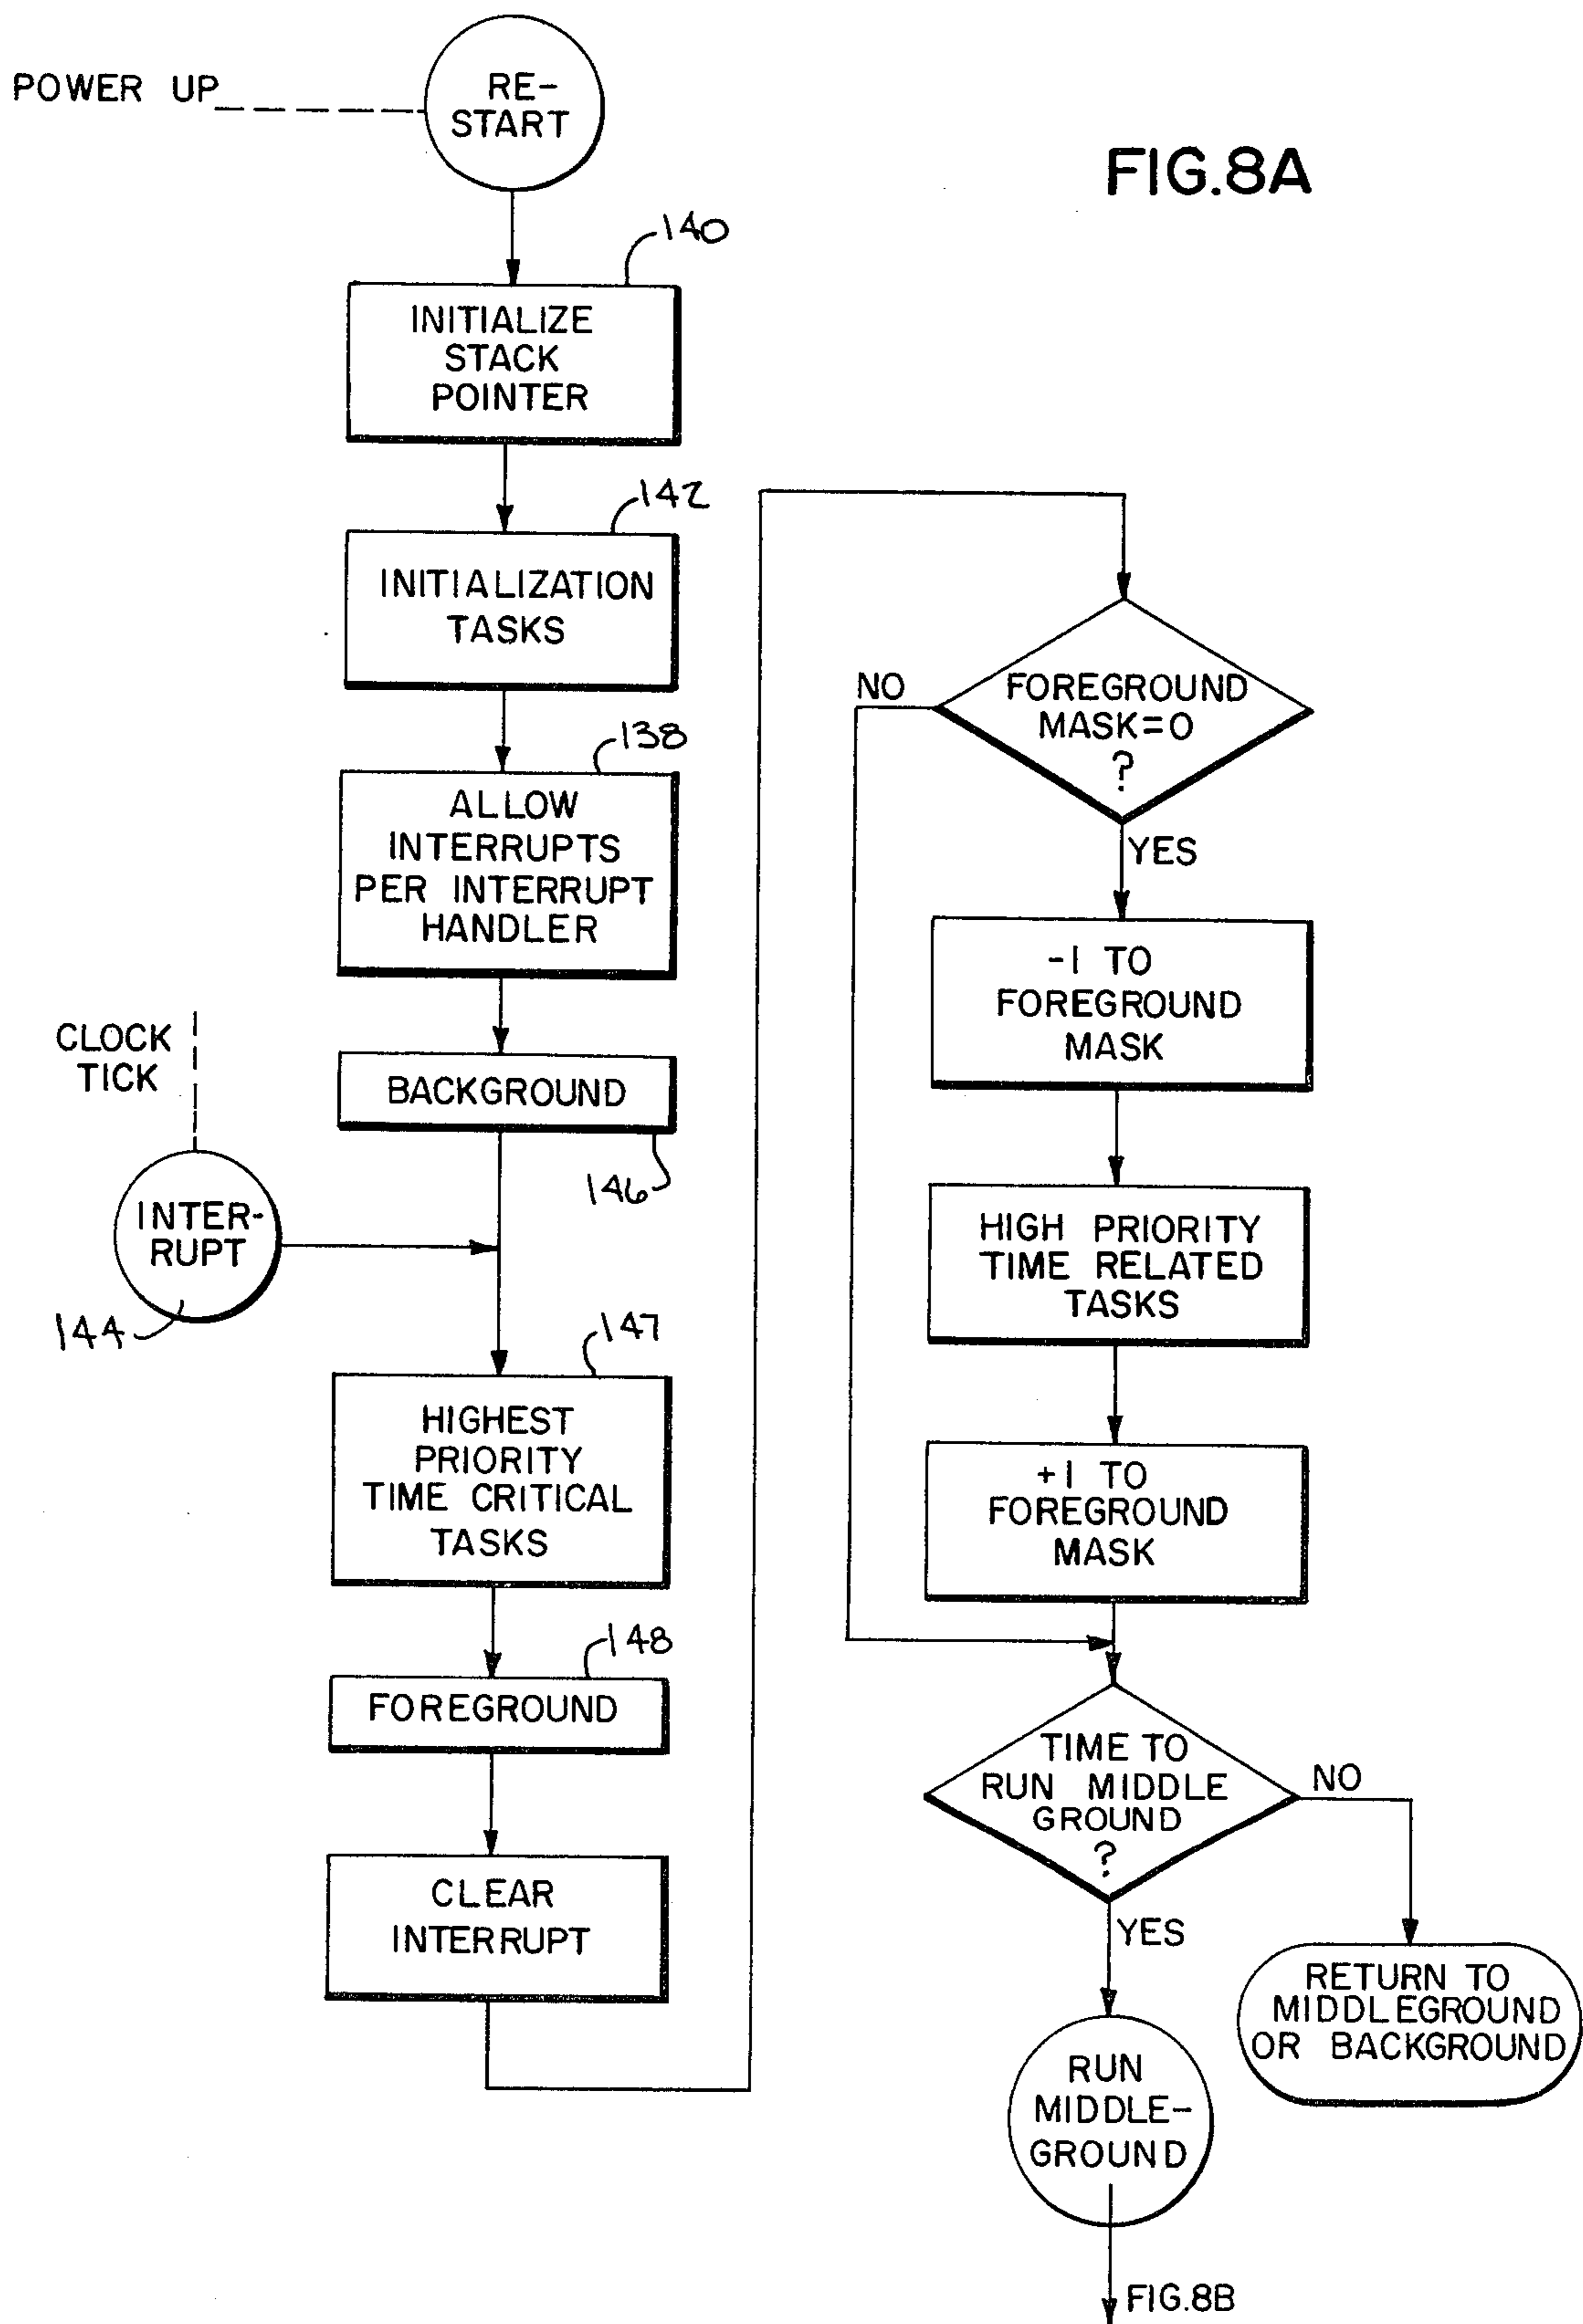 POWER UP
RE-
START
FIG.8A
140
INITIALIZE
STACK
POINTER
142
INITIALIZATION
TASKS
138
ALLOW
INTERRUPTS
PER INTERRUPT
HANDLER
CLOCK
TICK
BACKGROUND
146
INTER-
RUPT
144
147
HIGHEST
PRIORITY
TIME CRITICAL
TASKS
148
FOREGROUND
CLEAR
INTERRUPT
FOREGROUND
MASK=0
?
NO
YES
-1 TO
FOREGROUND
MASK
HIGH PRIORITY
TIME RELATED
TASKS
+1 TO
FOREGROUND
MASK
TIME TO
RUN MIDDLE
GROUND
?
NO
YES
RETURN TO
MIDDLEGROUND
OR BACKGROUND
RUN
MIDDLE-
GROUND
FIG.8B